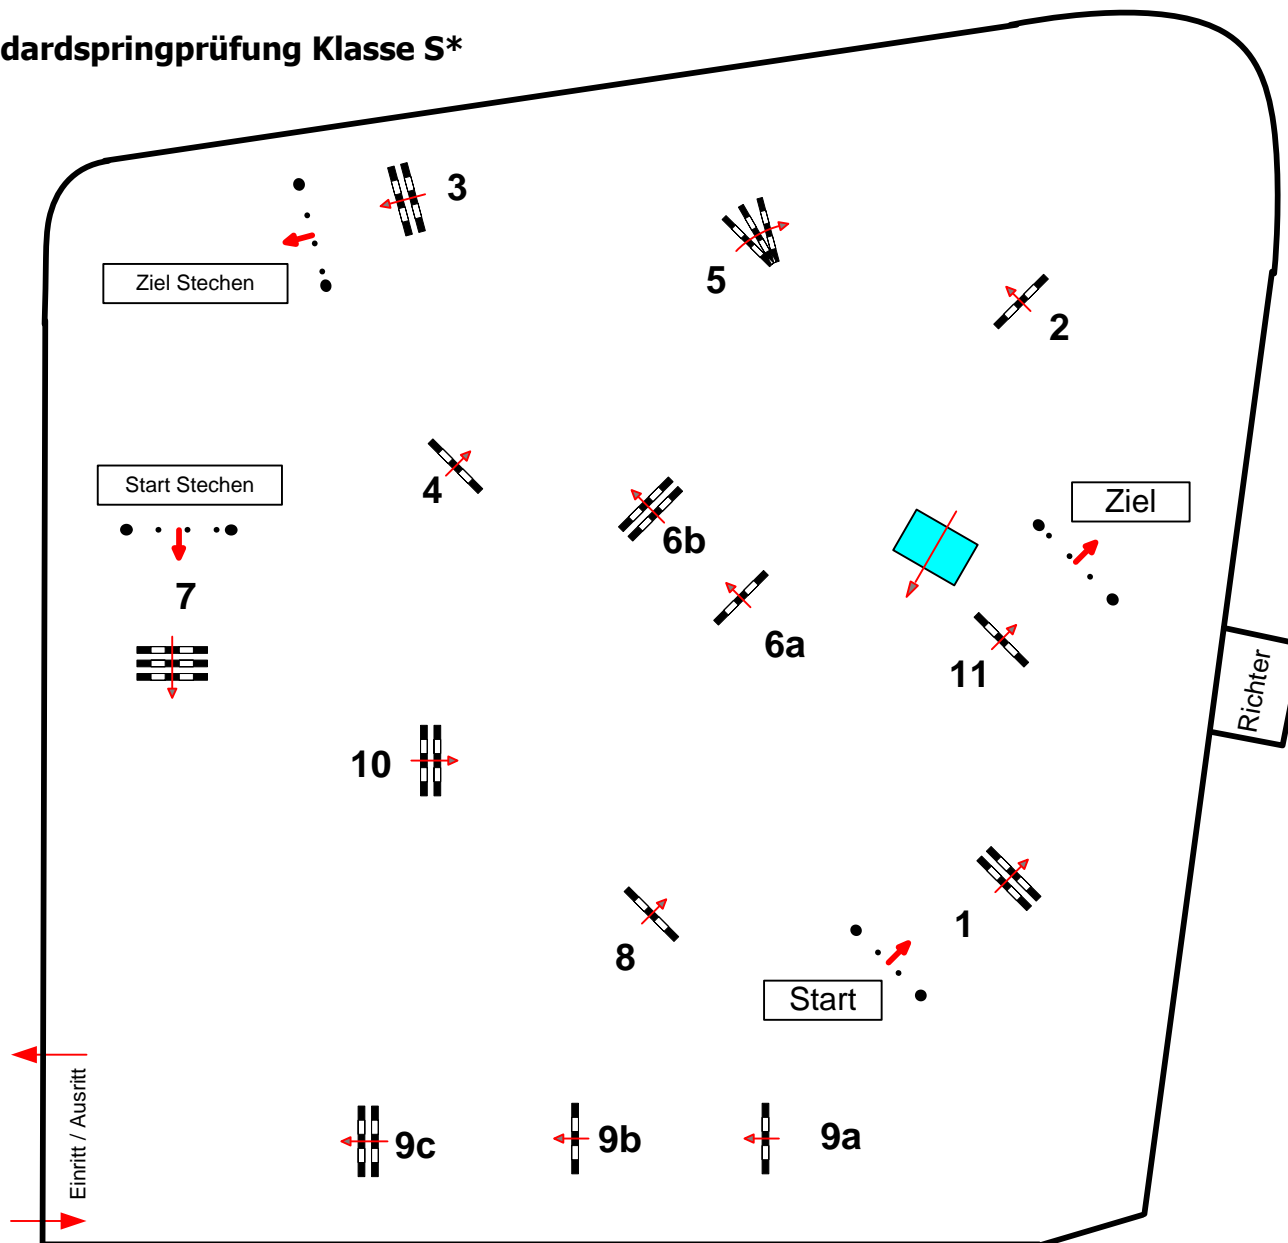 dardspringprüfung Klasse S*
3
Ziel Stechen
5
2
Start Stechen
4
6b
Ziel
7
6a
11
Richter
10
1
8
Start
Einritt / Ausritt
9c
9b
9a